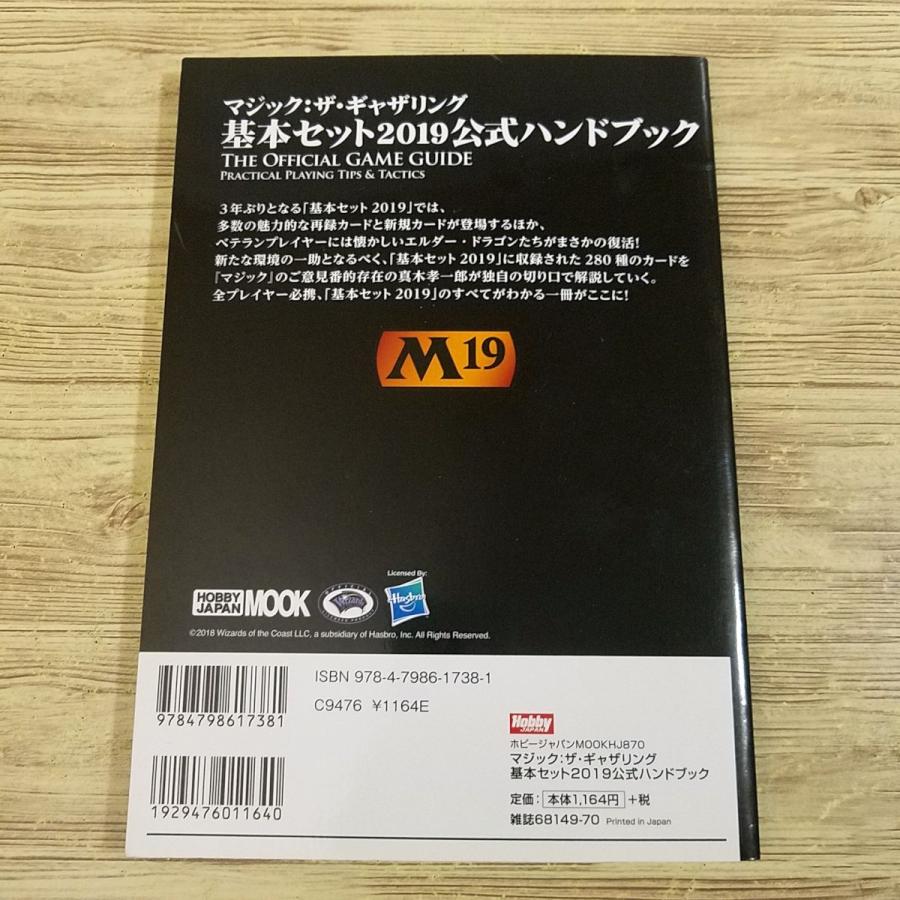 マジック：ザ・ギャザリング
基本セット2019公式ハンドブック
THE OFFICIAL GAME GUIDE
PRACTICAL PLAYING TIPS & TACTICS
３年ぶりとなる「基本セット 2019」では、
多数の魅力的な再録カードと新規カードが登場するほか、
ベテランプレイヤーには懐かしいエルダー・ドラゴンたちがまさかの復活！
新たな環境の一助となるべく、「基本セット 2019」に収録された 280 種のカードを
『マジック』のご意見番的存在の真木孝一郎が独自の切り口で解説していく。
全プレイヤー必携、「基本セット 2019」のすべてがわかる一冊がここに！
M19
HOBBY JAPAN MOOK
OFFICIAL Wizards
Licensed By:
Hasbro
©2018 Wizards of the Coast LLC, a subsidiary of Hasbro, Inc. All Rights Reserved.
ISBN 978-4-7986-1738-1
C9476 ¥1164E
9784798617381
1929476011640
Hobby JAPAN
ホビージャパンMOOKHJ870
マジック：ザ・ギャザリング
基本セット2019公式ハンドブック
定価：本体1,164円＋税
雑誌68149-70 Printed in Japan